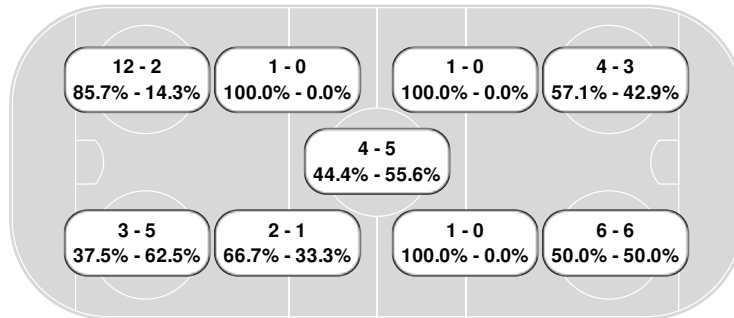 12 - 2
85.7% - 14.3%
1 - 0
100.0% - 0.0%
1 - 0
100.0% - 0.0%
4 - 3
57.1% - 42.9%
4 - 5
44.4% - 55.6%
3 - 5
37.5% - 62.5%
2 - 1
66.7% - 33.3%
1 - 0
100.0% - 0.0%
6 - 6
50.0% - 50.0%